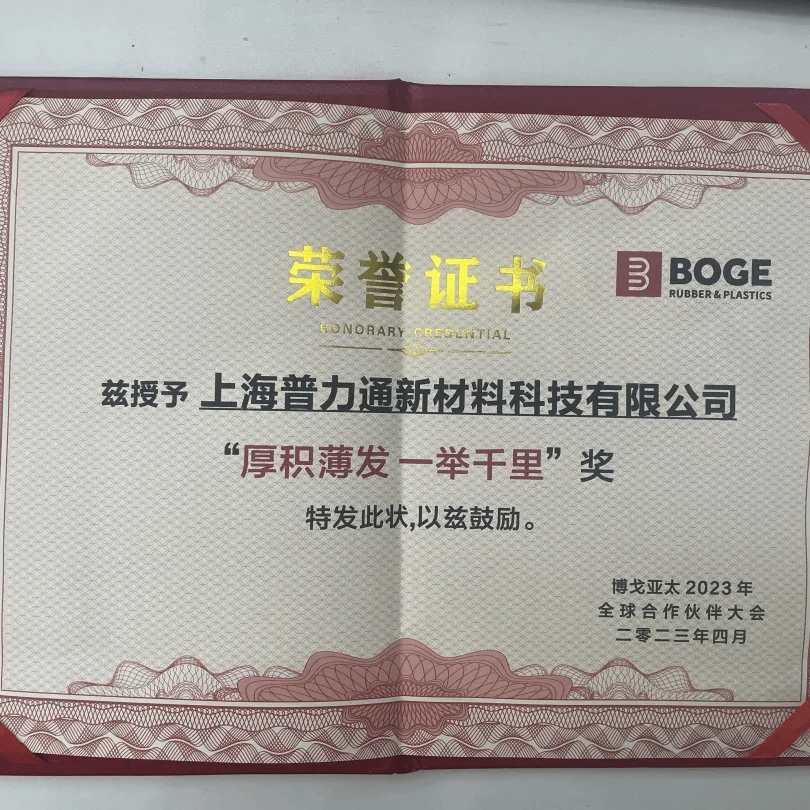 荣誉证书
HONORARY CREDENTIAL
BOGE
RUBBER & PLASTICS
兹授予 上海普力通新材料科技有限公司
“厚积薄发 一举千里”奖
特发此状,以兹鼓励。
博戈亚太 2023 年
全球合作伙伴大会
二零二三年四月